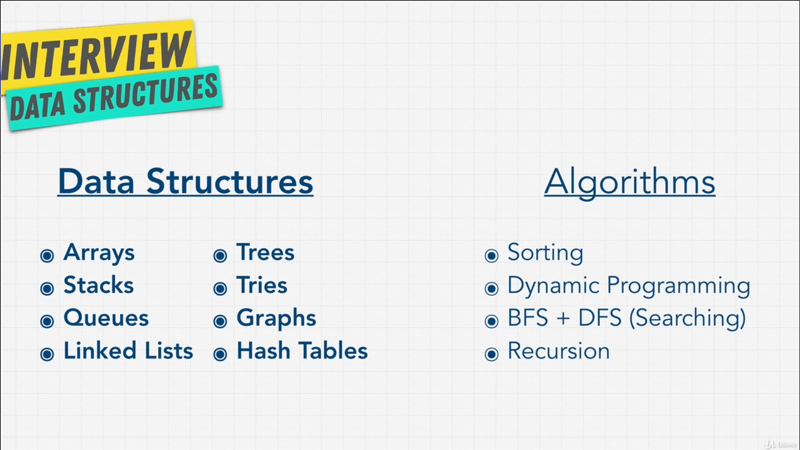 INTERVIEW
DATA STRUCTURES
Data Structures
Arrays
Stacks
Queues
Linked Lists
Trees
Tries
Graphs
Hash Tables
Algorithms
Sorting
Dynamic Programming
BFS + DFS (Searching)
Recursion